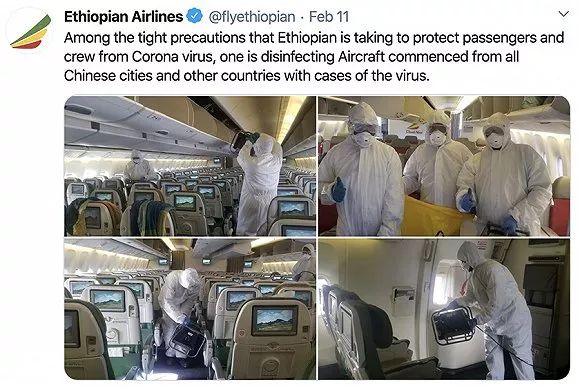 Ethiopian Airlines @flyethiopian · Feb 11
Among the tight precautions that Ethiopian is taking to protect passengers and
crew from Corona virus, one is disinfecting Aircraft commenced from all
Chinese cities and other countries with cases of the virus.
Cloud Nine